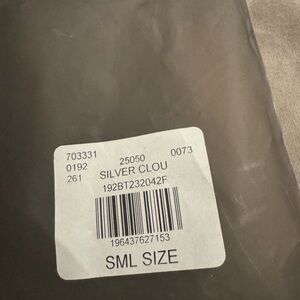 703331 25050 0073
0192 SILVER CLOU
261 192BT232042F
196437627153
SML SIZE